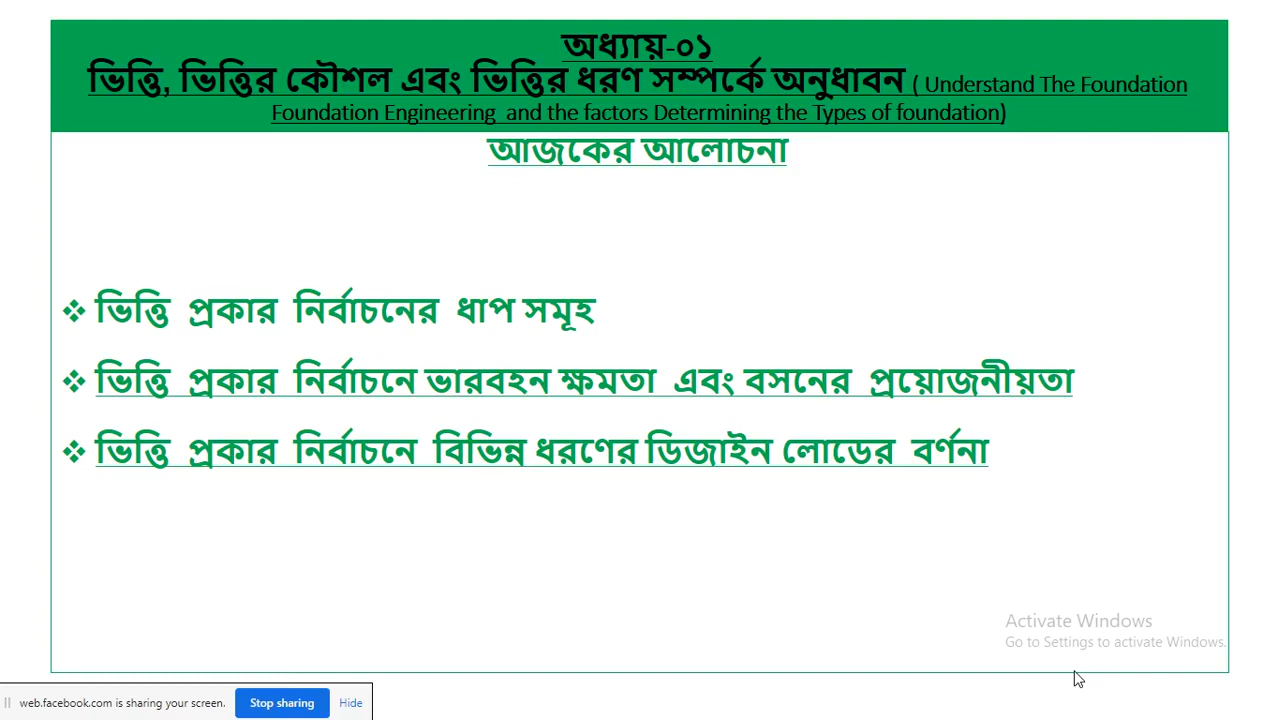 অধ্যায়-০১
ভিত্তি, ভিত্তির কৌশল এবং ভিত্তির ধরণ সম্পর্কে অনুধাবন ( Understand The Foundation
Foundation Engineering and the factors Determining the Types of foundation)
আজকের আলোচনা
❖ ভিত্তি প্রকার নির্বাচনের ধাপ সমূহ
❖ ভিত্তি প্রকার নির্বাচনে ভারবহন ক্ষমতা এবং বসনের প্রয়োজনীয়তা
❖ ভিত্তি প্রকার নির্বাচনে বিভিন্ন ধরণের ডিজাইন লোডের বর্ণনা
Activate Windows
Go to Settings to activate Windows.
web.facebook.com is sharing your screen. Stop sharing Hide